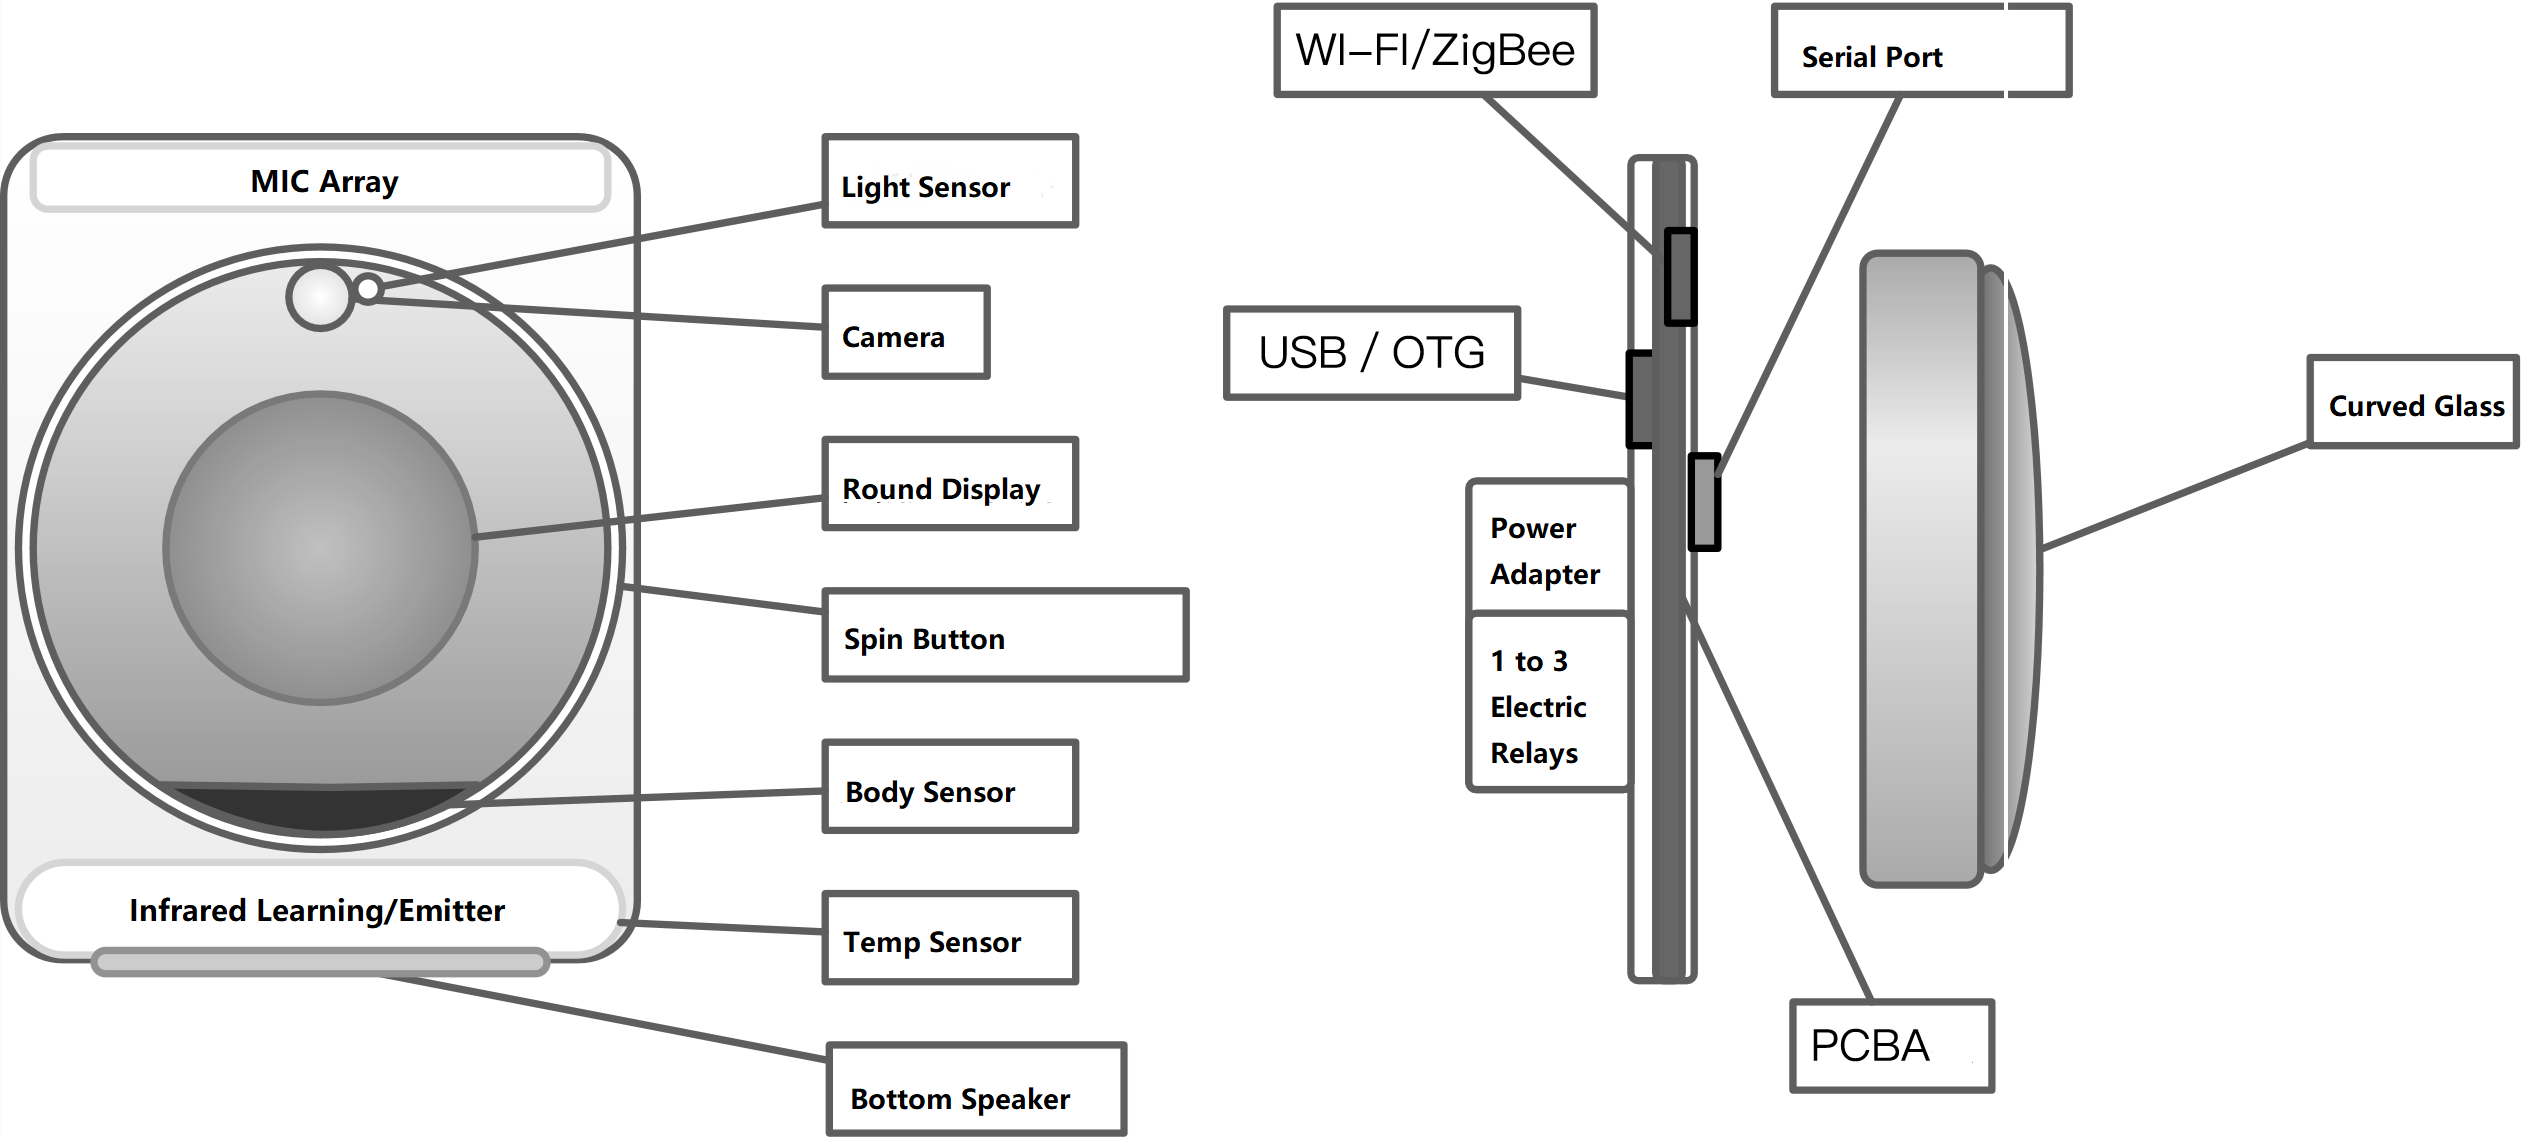 MIC Array
Light Sensor
Camera
Round Display
Spin Button
Body Sensor
Infrared Learning/Emitter
Temp Sensor
Bottom Speaker
WI-FI/ZigBee
Serial Port
USB / OTG
Power
Adapter
1 to 3
Electric
Relays
Curved Glass
PCBA